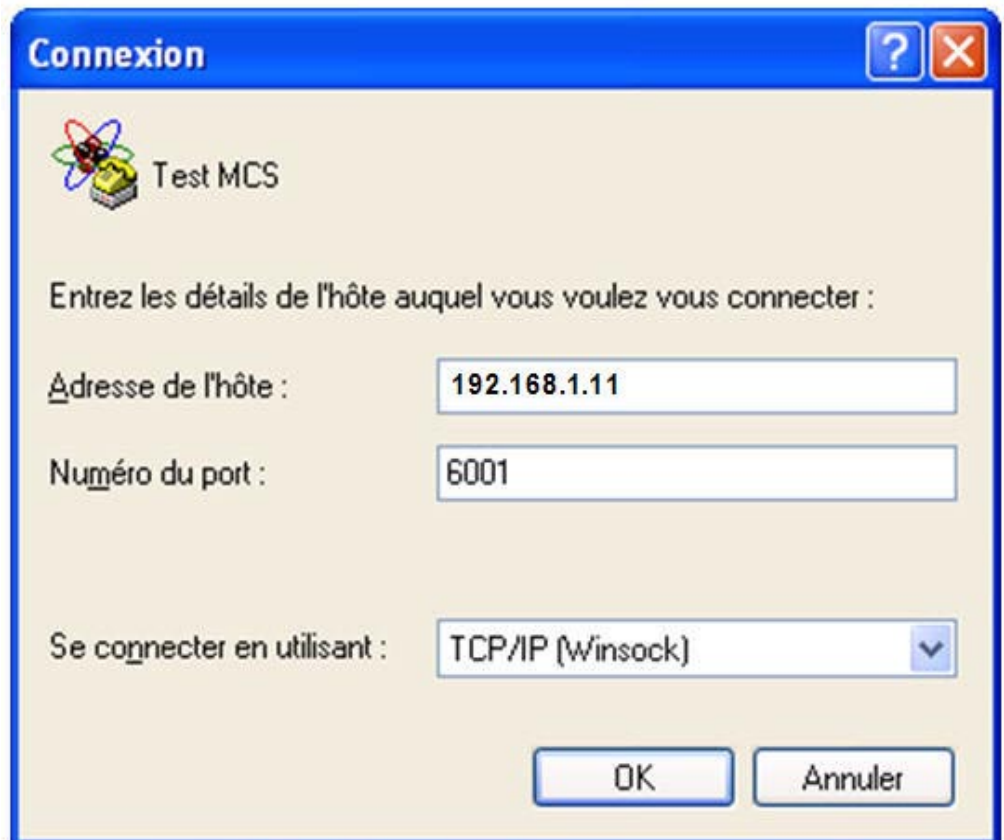 Connexion
Test MCS
Entrez les détails de l'hôte auquel vous voulez vous connecter :
Adresse de l'hôte : 192.168.1.11
Numéro du port : 6001
Se connecter en utilisant : TCP/IP (Winsock)
OK Annuler